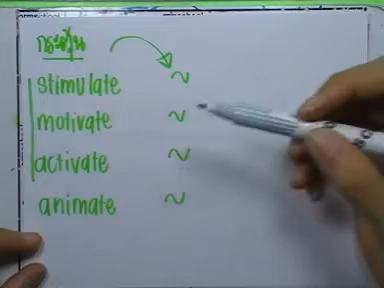 กระตุ้น
stimulate ~
motivate ~
activate ~
animate ~